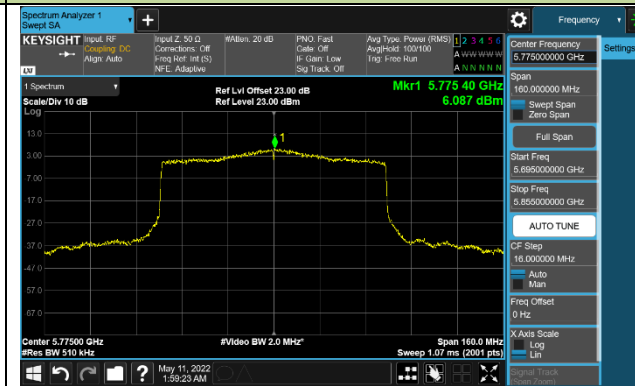 Spectrum Analyzer 1
Swept SA
+
Frequency
KEYSIGHT
Input: RF
Coupling: DC
Align: Auto
LXI
Input Z: 50 Ω
Corrections: Off
Freq Ref: Int (S)
NFE: Adaptive
#Atten: 20 dB
PNO: Fast
Gate: Off
IF Gain: Low
Sig Track: Off
Avg Type: Power (RMS)
Avg|Hold: 100/100
Trig: Free Run
1 2 3 4 5 6
A WWWWW
A N N N N N
1 Spectrum
Scale/Div 10 dB
Log
Ref Lvl Offset 23.00 dB
Ref Level 23.00 dBm
Mkr1 5.775 40 GHz
6.087 dBm
1
13.0
3.00
-7.00
-17.0
-27.0
-37.0
-47.0
-57.0
-67.0
Center 5.77500 GHz
#Res BW 510 kHz
#Video BW 2.0 MHz*
Span 160.0 MHz
Sweep 1.07 ms (2001 pts)
Center Frequency
5.775000000 GHz
Span
160.000000 MHz
Swept Span
Zero Span
Full Span
Start Freq
5.695000000 GHz
Stop Freq
5.855000000 GHz
AUTO TUNE
CF Step
16.000000 MHz
Auto
Man
Freq Offset
0 Hz
X Axis Scale
Log
Lin
Signal Track
(Span Zoom)
Settings
?
May 11, 2022
1:59:23 AM